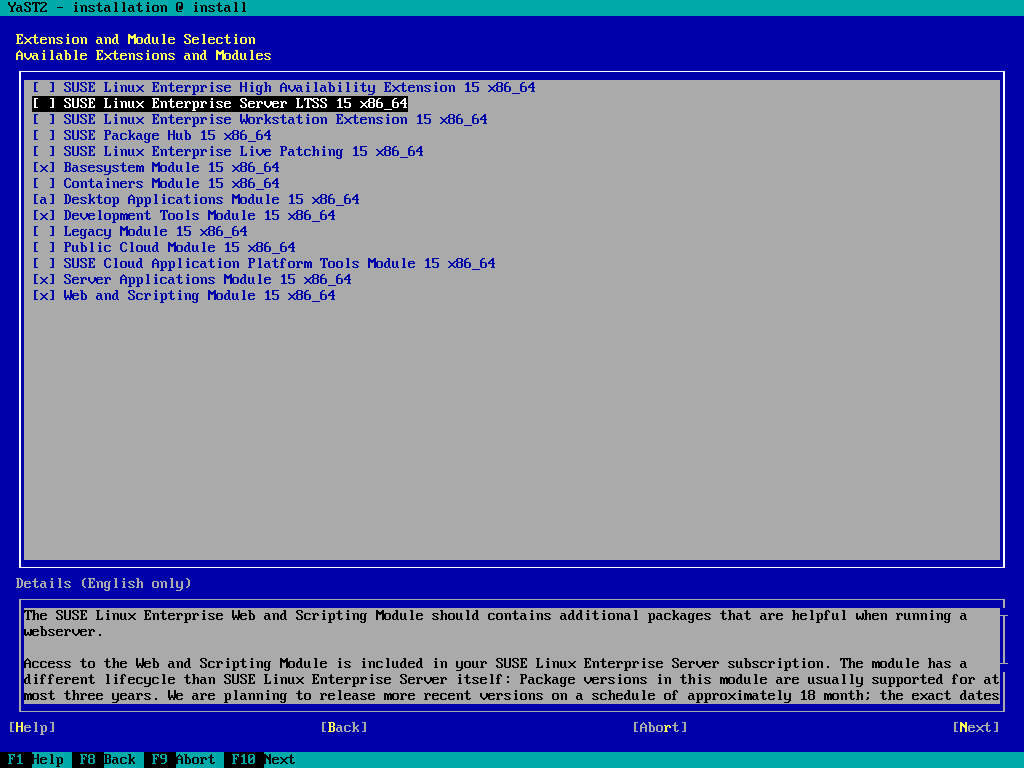 YaST2 - installation @ install
Extension and Module Selection
Available Extensions and Modules
[ ] SUSE Linux Enterprise High Availability Extension 15 x86_64
[ ] SUSE Linux Enterprise Server LTSS 15 x86_64
[ ] SUSE Linux Enterprise Workstation Extension 15 x86_64
[ ] SUSE Package Hub 15 x86_64
[ ] SUSE Linux Enterprise Live Patching 15 x86_64
[x] Basesystem Module 15 x86_64
[ ] Containers Module 15 x86_64
[a] Desktop Applications Module 15 x86_64
[x] Development Tools Module 15 x86_64
[ ] Legacy Module 15 x86_64
[ ] Public Cloud Module 15 x86_64
[ ] SUSE Cloud Application Platform Tools Module 15 x86_64
[x] Server Applications Module 15 x86_64
[x] Web and Scripting Module 15 x86_64
Details (English only)
The SUSE Linux Enterprise Web and Scripting Module should contains additional packages that are helpful when running a
webserver.
Access to the Web and Scripting Module is included in your SUSE Linux Enterprise Server subscription. The module has a
different lifecycle than SUSE Linux Enterprise Server itself: Package versions in this module are usually supported for at
most three years. We are planning to release more recent versions on a schedule of approximately 18 month; the exact dates
[Help] [Back] [Abort] [Next]
F1 Help F8 Back F9 Abort F10 Next